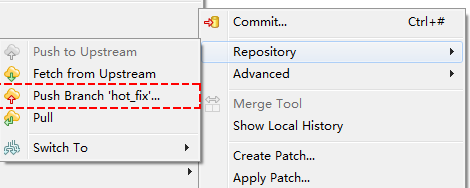 Commit... Ctrl+#
Repository
Advanced
Merge Tool
Show Local History
Create Patch...
Apply Patch...
Push to Upstream
Fetch from Upstream
Push Branch 'hot_fix'...
Pull
Switch To